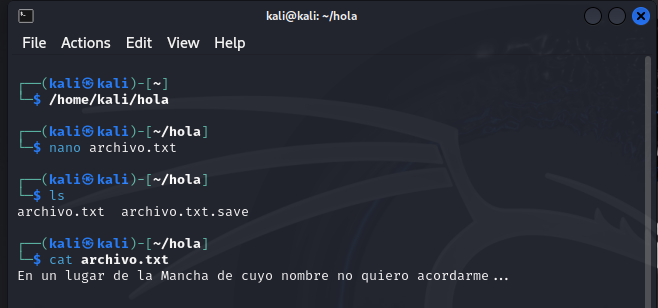 kali@kali: ~/hola
File Actions Edit View Help
┌──(kali㉿kali)-[~]
└─$ /home/kali/hola
┌──(kali㉿kali)-[~/hola]
└─$ nano archivo.txt
┌──(kali㉿kali)-[~/hola]
└─$ ls
archivo.txt  archivo.txt.save
┌──(kali㉿kali)-[~/hola]
└─$ cat archivo.txt
En un lugar de la Mancha de cuyo nombre no quiero acordarme...